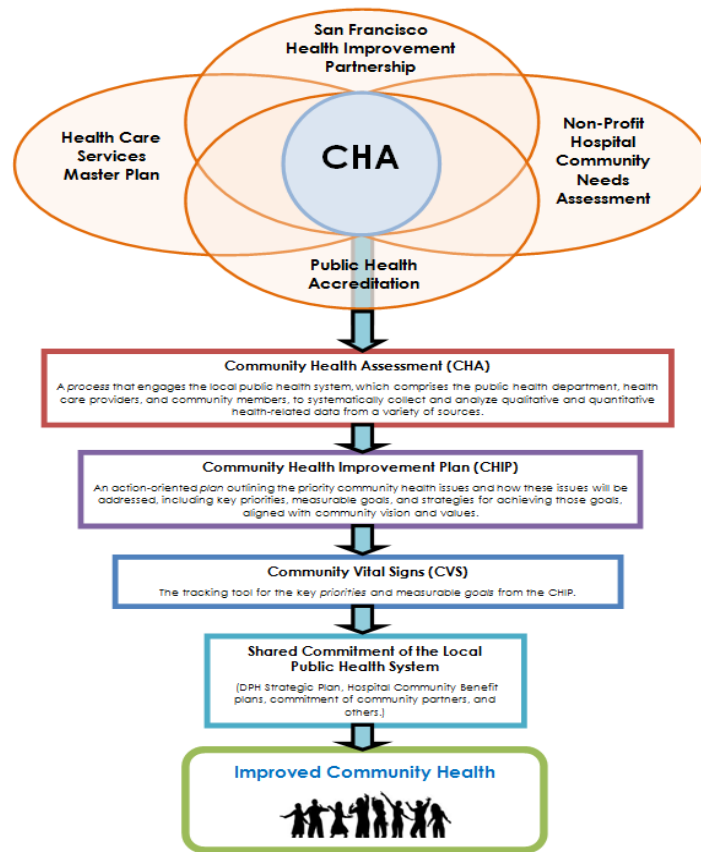 San Francisco
Health Improvement
Partnership
Health Care
Services
Master Plan
CHA
Non-Profit
Hospital
Community
Needs
Assessment
Public Health
Accreditation
Community Health Assessment (CHA)
A process that engages the local public health system, which comprises the public health department, health
care providers, and community members, to systematically collect and analyze qualitative and quantitative
health-related data from a variety of sources.
Community Health Improvement Plan (CHIP)
An action-oriented plan outlining the priority community health issues and how these issues will be
addressed, including key priorities, measurable goals, and strategies for achieving those goals,
aligned with community vision and values.
Community Vital Signs (CVS)
The tracking tool for the key priorities and measurable goals from the CHIP.
Shared Commitment of the Local
Public Health System
(DPH Strategic Plan, Hospital Community Benefit
plans, commitment of community partners, and
others.)
Improved Community Health